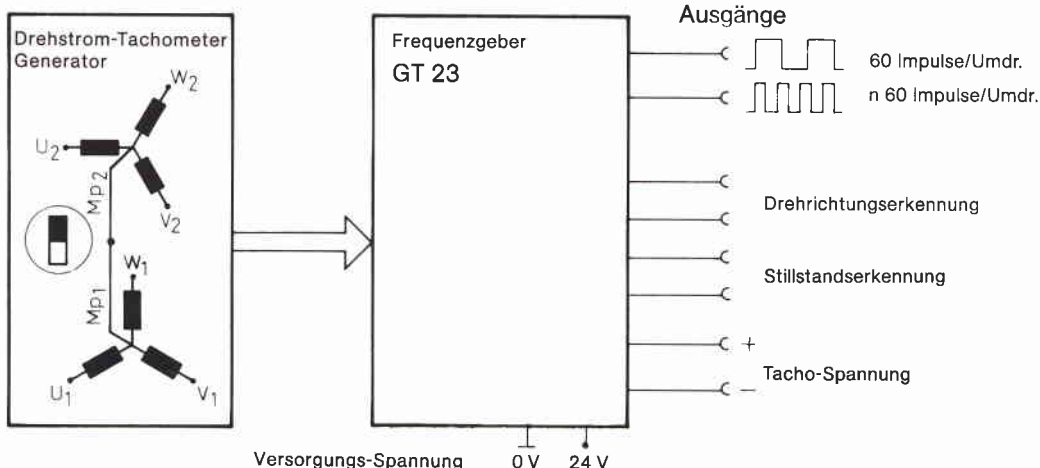 Drehstrom-Tachometer
Generator
W2
U2
V2
Mp2
W1
Mp1
U1
V1
Frequenzgeber
GT 23
Ausgänge
60 Impulse/Umdr.
n 60 Impulse/Umdr.
Drehrichtungserkennung
Stillstandserkennung
+
Tacho-Spannung
−
Versorgungs-Spannung 0 V 24 V